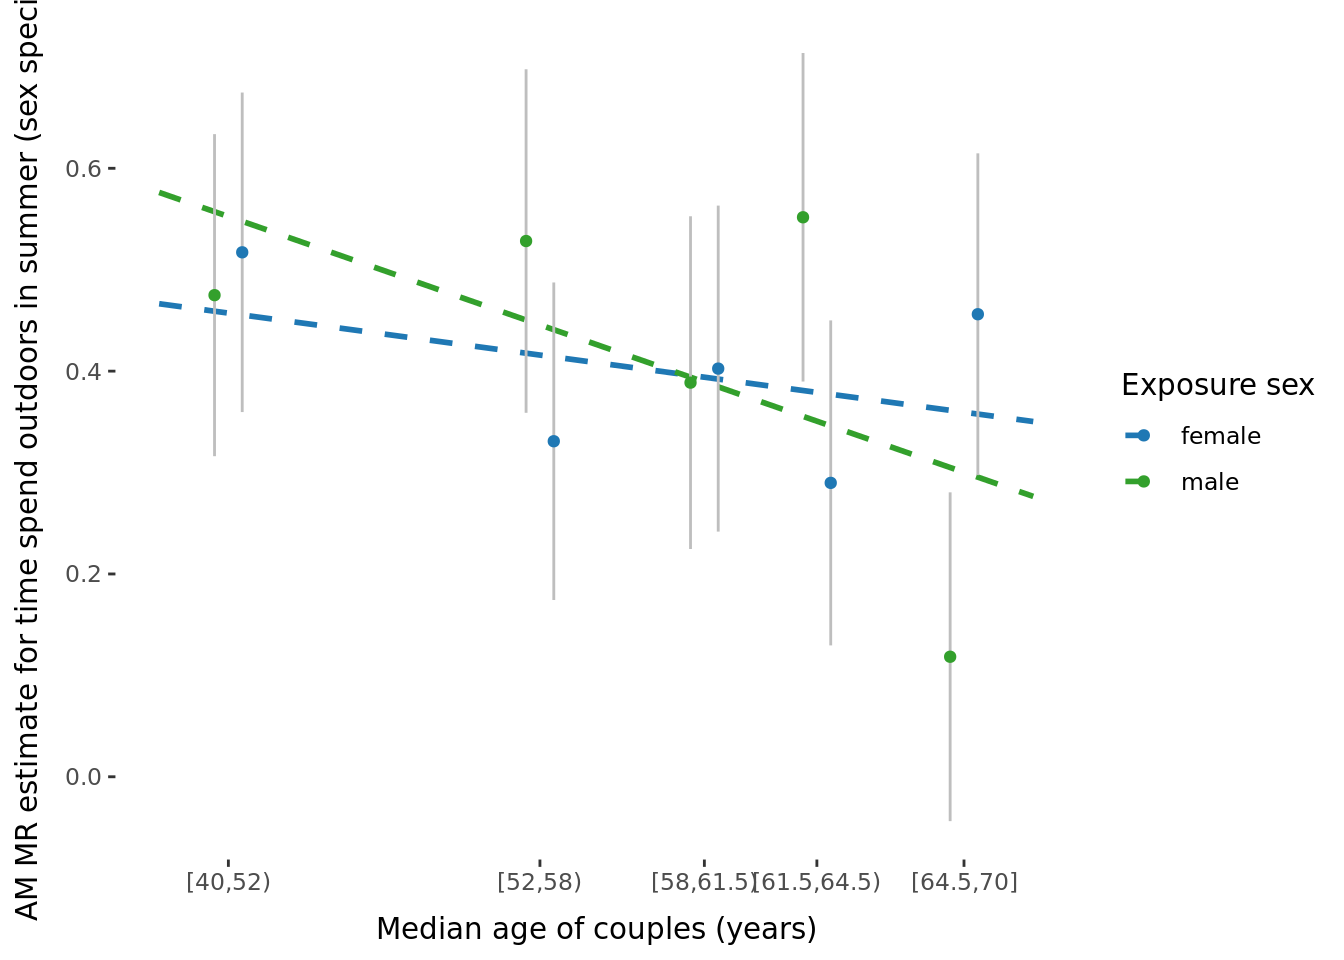 AM MR estimate for time spend outdoors in summer (sex speci
0.6
0.4
0.2
0.0
[40,52)
[52,58)
[58,61.5)
[61.5,64.5)
[64.5,70]
Median age of couples (years)
Exposure sex
female
male